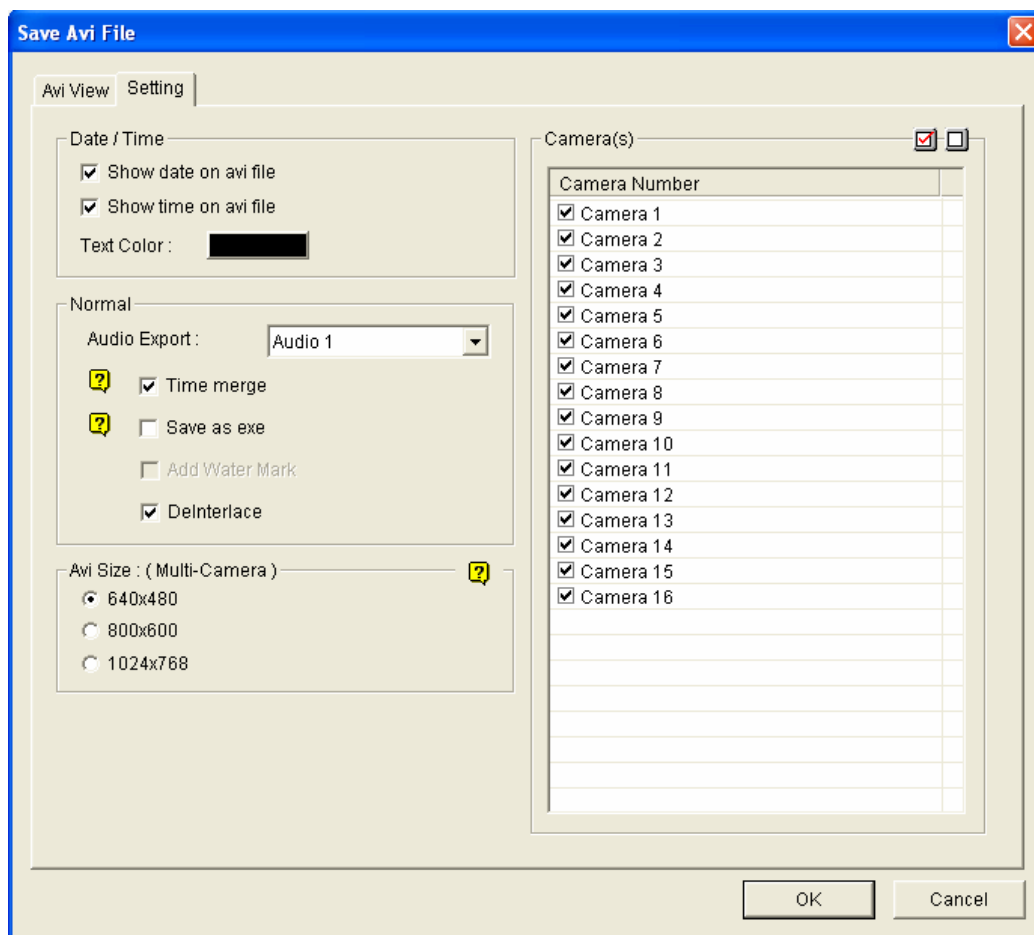 Save Avi File
Avi View
Setting
Date / Time
Show date on avi file
Show time on avi file
Text Color :
Normal
Audio Export :
Audio 1
?
Time merge
?
Save as exe
Add Water Mark
DeInterlace
Avi Size : ( Multi-Camera )
?
640x480
800x600
1024x768
Camera(s)
Camera Number
Camera 1
Camera 2
Camera 3
Camera 4
Camera 5
Camera 6
Camera 7
Camera 8
Camera 9
Camera 10
Camera 11
Camera 12
Camera 13
Camera 14
Camera 15
Camera 16
OK
Cancel